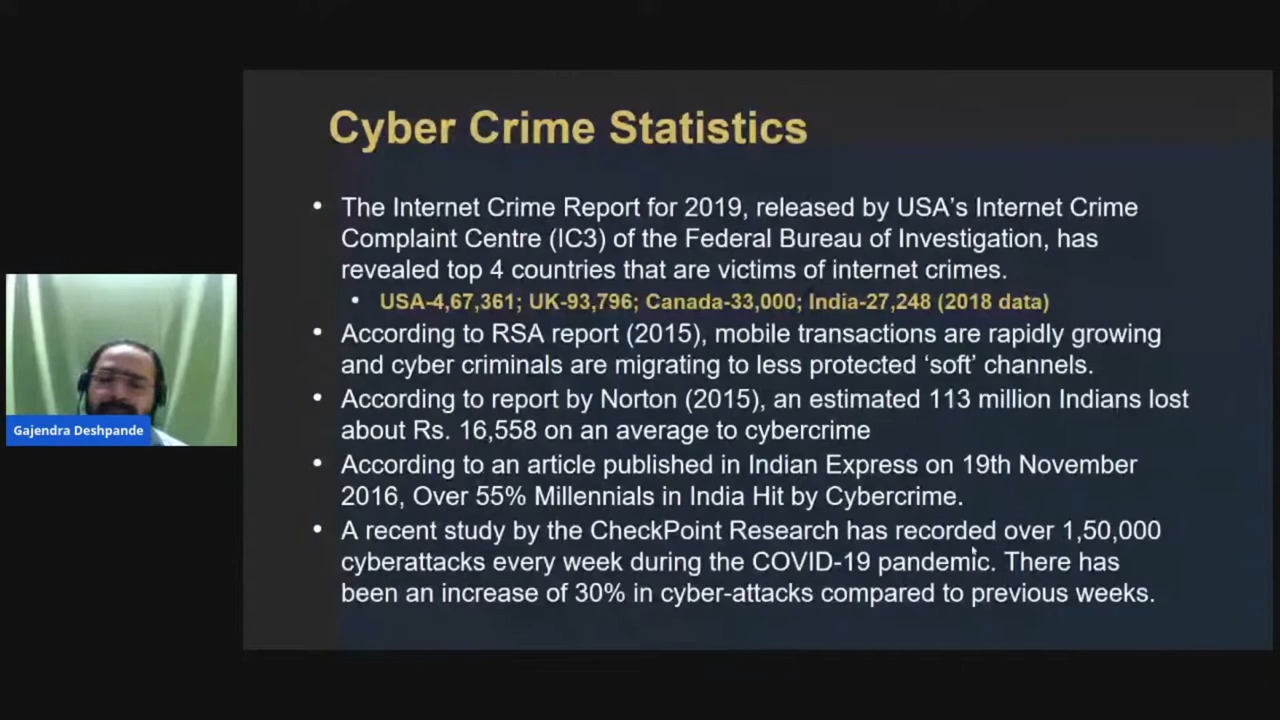 Cyber Crime Statistics
• The Internet Crime Report for 2019, released by USA’s Internet Crime
Complaint Centre (IC3) of the Federal Bureau of Investigation, has
revealed top 4 countries that are victims of internet crimes.
• USA-4,67,361; UK-93,796; Canada-33,000; India-27,248 (2018 data)
• According to RSA report (2015), mobile transactions are rapidly growing
and cyber criminals are migrating to less protected ‘soft’ channels.
• According to report by Norton (2015), an estimated 113 million Indians lost
about Rs. 16,558 on an average to cybercrime
• According to an article published in Indian Express on 19th November
2016, Over 55% Millennials in India Hit by Cybercrime.
• A recent study by the CheckPoint Research has recorded over 1,50,000
cyberattacks every week during the COVID-19 pandemic. There has
been an increase of 30% in cyber-attacks compared to previous weeks.
Gajendra Deshpande